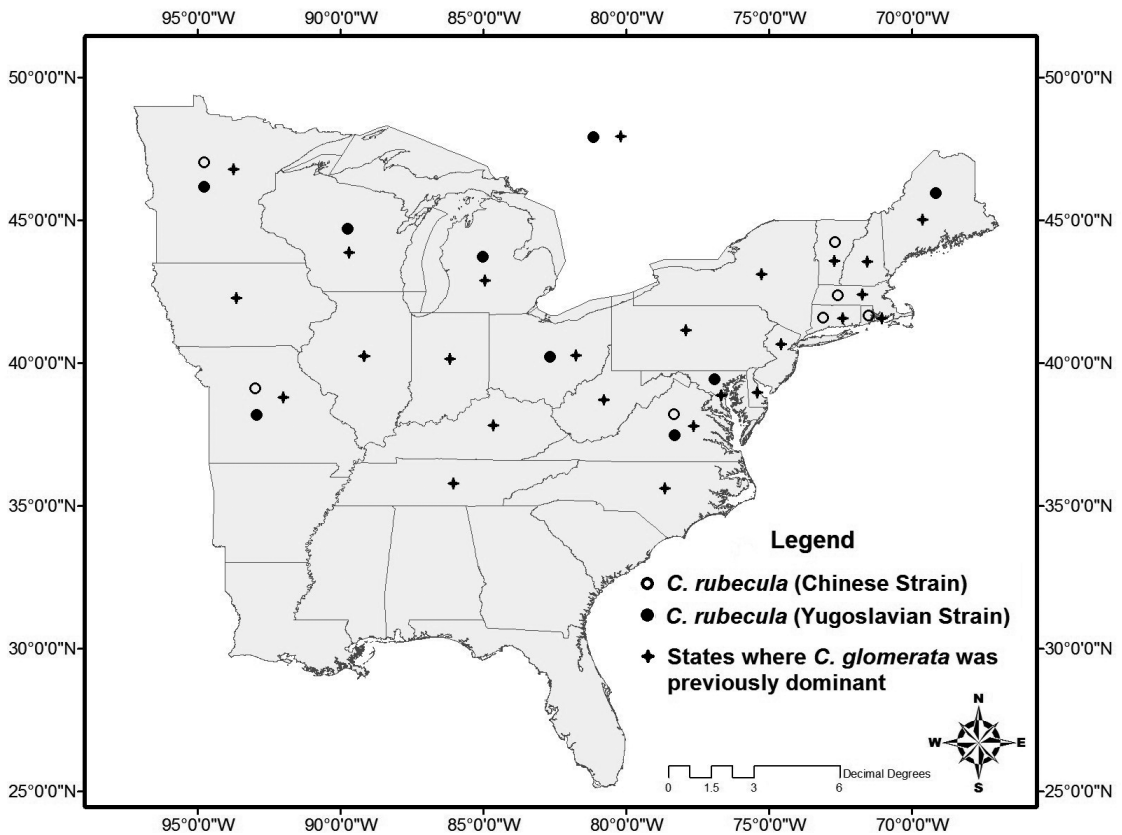 95°0'0"W 90°0'0"W 85°0'0"W 80°0'0"W 75°0'0"W 70°0'0"W
50°0'0"N 50°0'0"N
45°0'0"N 45°0'0"N
40°0'0"N 40°0'0"N
35°0'0"N 35°0'0"N
Legend
C. rubecula (Chinese Strain)
C. rubecula (Yugoslavian Strain)
30°0'0"N 30°0'0"N
States where C. glomerata was
previously dominant
N
W E
S
Decimal Degrees
0 1.5 3 6
25°0'0"N 25°0'0"N
95°0'0"W 90°0'0"W 85°0'0"W 80°0'0"W 75°0'0"W 70°0'0"W